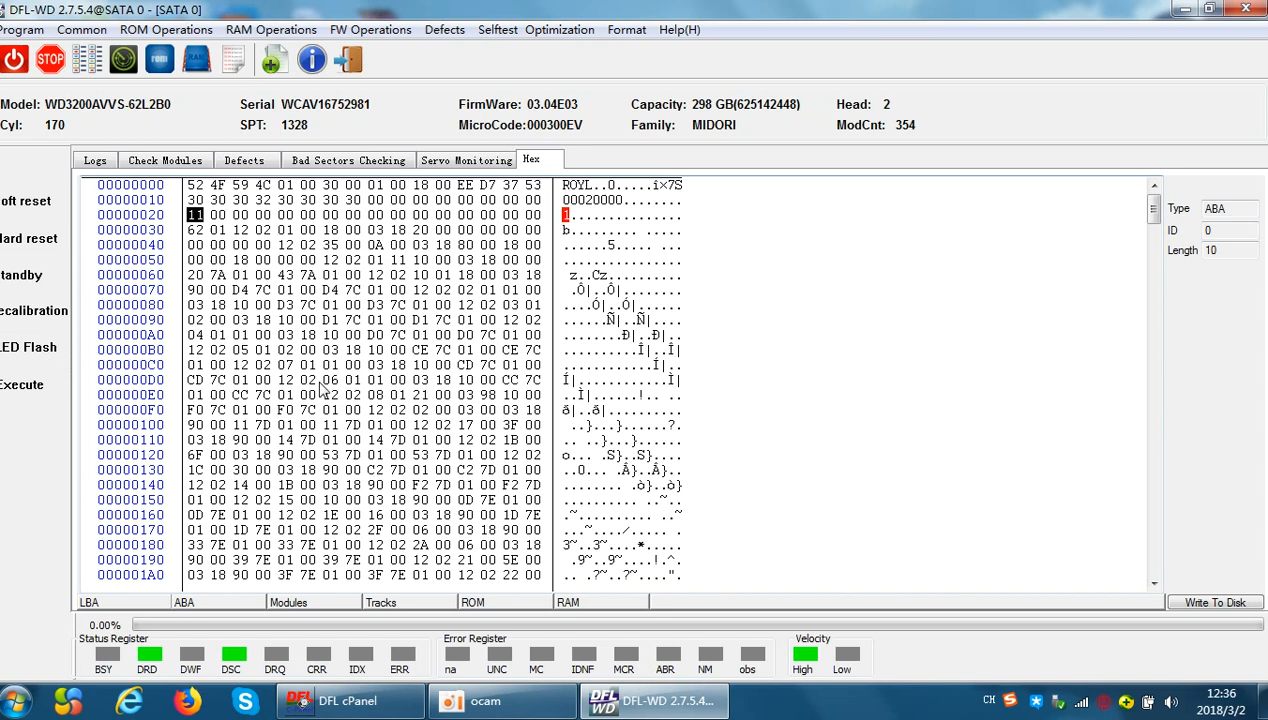 DFL-WD 2.7.5.4@SATA 0 - [SATA 0]
Program Common ROM Operations RAM Operations FW Operations Defects Selftest Optimization Format Help(H)
STOP rom RAM
Model: WD3200AVVS-62L2B0 Serial WCAV16752981 FirmWare: 03.04E03 Capacity: 298 GB(625142448) Head: 2
Cyl: 170 SPT: 1328 MicroCode:000300EV Family: MIDORI ModCnt: 354
Logs Check Modules Defects Bad Sectors Checking Servo Monitoring Hex
oft reset
ard reset
tandby
ecalibration
ED Flash
Execute
00000000 52 4F 59 4C 01 00 30 00 01 00 18 00 EE D7 37 53 ROYL..0.....î×7S
00000010 30 30 30 32 30 30 30 30 00 00 00 00 00 00 00 00 00020000........
00000020 11 00 00 00 00 00 00 00 00 00 00 00 00 00 00 00 1...............
00000030 62 01 12 02 01 00 18 00 03 18 20 00 00 00 00 00 b......... .....
00000040 00 00 00 00 12 02 35 00 0A 00 03 18 80 00 18 00 ......5.........
00000050 00 00 18 00 00 00 12 02 01 11 10 00 03 18 00 00 ................
00000060 20 7A 01 00 43 7A 01 00 12 02 10 01 18 00 03 18 z..Cz..........
00000070 90 00 D4 7C 01 00 D4 7C 01 00 12 02 02 01 01 00 .Ô|..Ô|........
00000080 03 18 10 00 D3 7C 01 00 D3 7C 01 00 12 02 03 01 ....Ó|..Ó|......
00000090 02 00 03 18 10 00 D1 7C 01 00 D1 7C 01 00 12 02 ......Ñ|..Ñ|....
000000A0 04 01 01 00 03 18 10 00 D0 7C 01 00 D0 7C 01 00 ........Ð|..Ð|..
000000B0 12 02 05 01 02 00 03 18 10 00 CE 7C 01 00 CE 7C ..........Î|..Î|
000000C0 01 00 12 02 07 01 01 00 03 18 10 00 CD 7C 01 00 ............Í|..
000000D0 CD 7C 01 00 12 02 06 01 01 00 03 18 10 00 CC 7C Í|............Ì|
000000E0 01 00 CC 7C 01 00 12 02 08 01 21 00 03 98 10 00 ..Ì|......!.. ..
000000F0 F0 7C 01 00 F0 7C 01 00 12 02 02 00 03 00 03 18 ð|..ð|..........
00000100 90 00 11 7D 01 00 11 7D 01 00 12 02 17 00 3F 00 ..}...}......?.
00000110 03 18 90 00 14 7D 01 00 14 7D 01 00 12 02 1B 00 .. ..}...}......
00000120 6F 00 03 18 90 00 53 7D 01 00 53 7D 01 00 12 02 o... .S}..S}....
00000130 1C 00 30 00 03 18 90 00 C2 7D 01 00 C2 7D 01 00 ..0... .Â}..Â}..
00000140 12 02 14 00 1B 00 03 18 90 00 F2 7D 01 00 F2 7D ........ .ò}..ò}
00000150 01 00 12 02 15 00 10 00 03 18 90 00 0D 7E 01 00 .......... ..~..
00000160 0D 7E 01 00 12 02 1E 00 16 00 03 18 90 00 1D 7E .~.......... ..~
00000170 01 00 1D 7E 01 00 12 02 2F 00 06 00 03 18 90 00 ...~..../..... .
00000180 33 7E 01 00 33 7E 01 00 12 02 2A 00 06 00 03 18 3~..3~....*.....
00000190 90 00 39 7E 01 00 39 7E 01 00 12 02 21 00 5E 00 .9~..9~....!.^.
000001A0 03 18 90 00 3F 7E 01 00 3F 7E 01 00 12 02 22 00 .. .?~..?~....".
Type ABA
ID 0
Length 10
LBA ABA Modules Tracks ROM RAM Write To Disk
0.00%
Status Register Error Register Velocity
BSY DRD DWF DSC DRQ CRR IDX ERR na UNC MC IDNF MCR ABR NM obs High Low
DFL cPanel ocam DFL WD DFL-WD 2.7.5.4... CH 12:36
2018/3/2